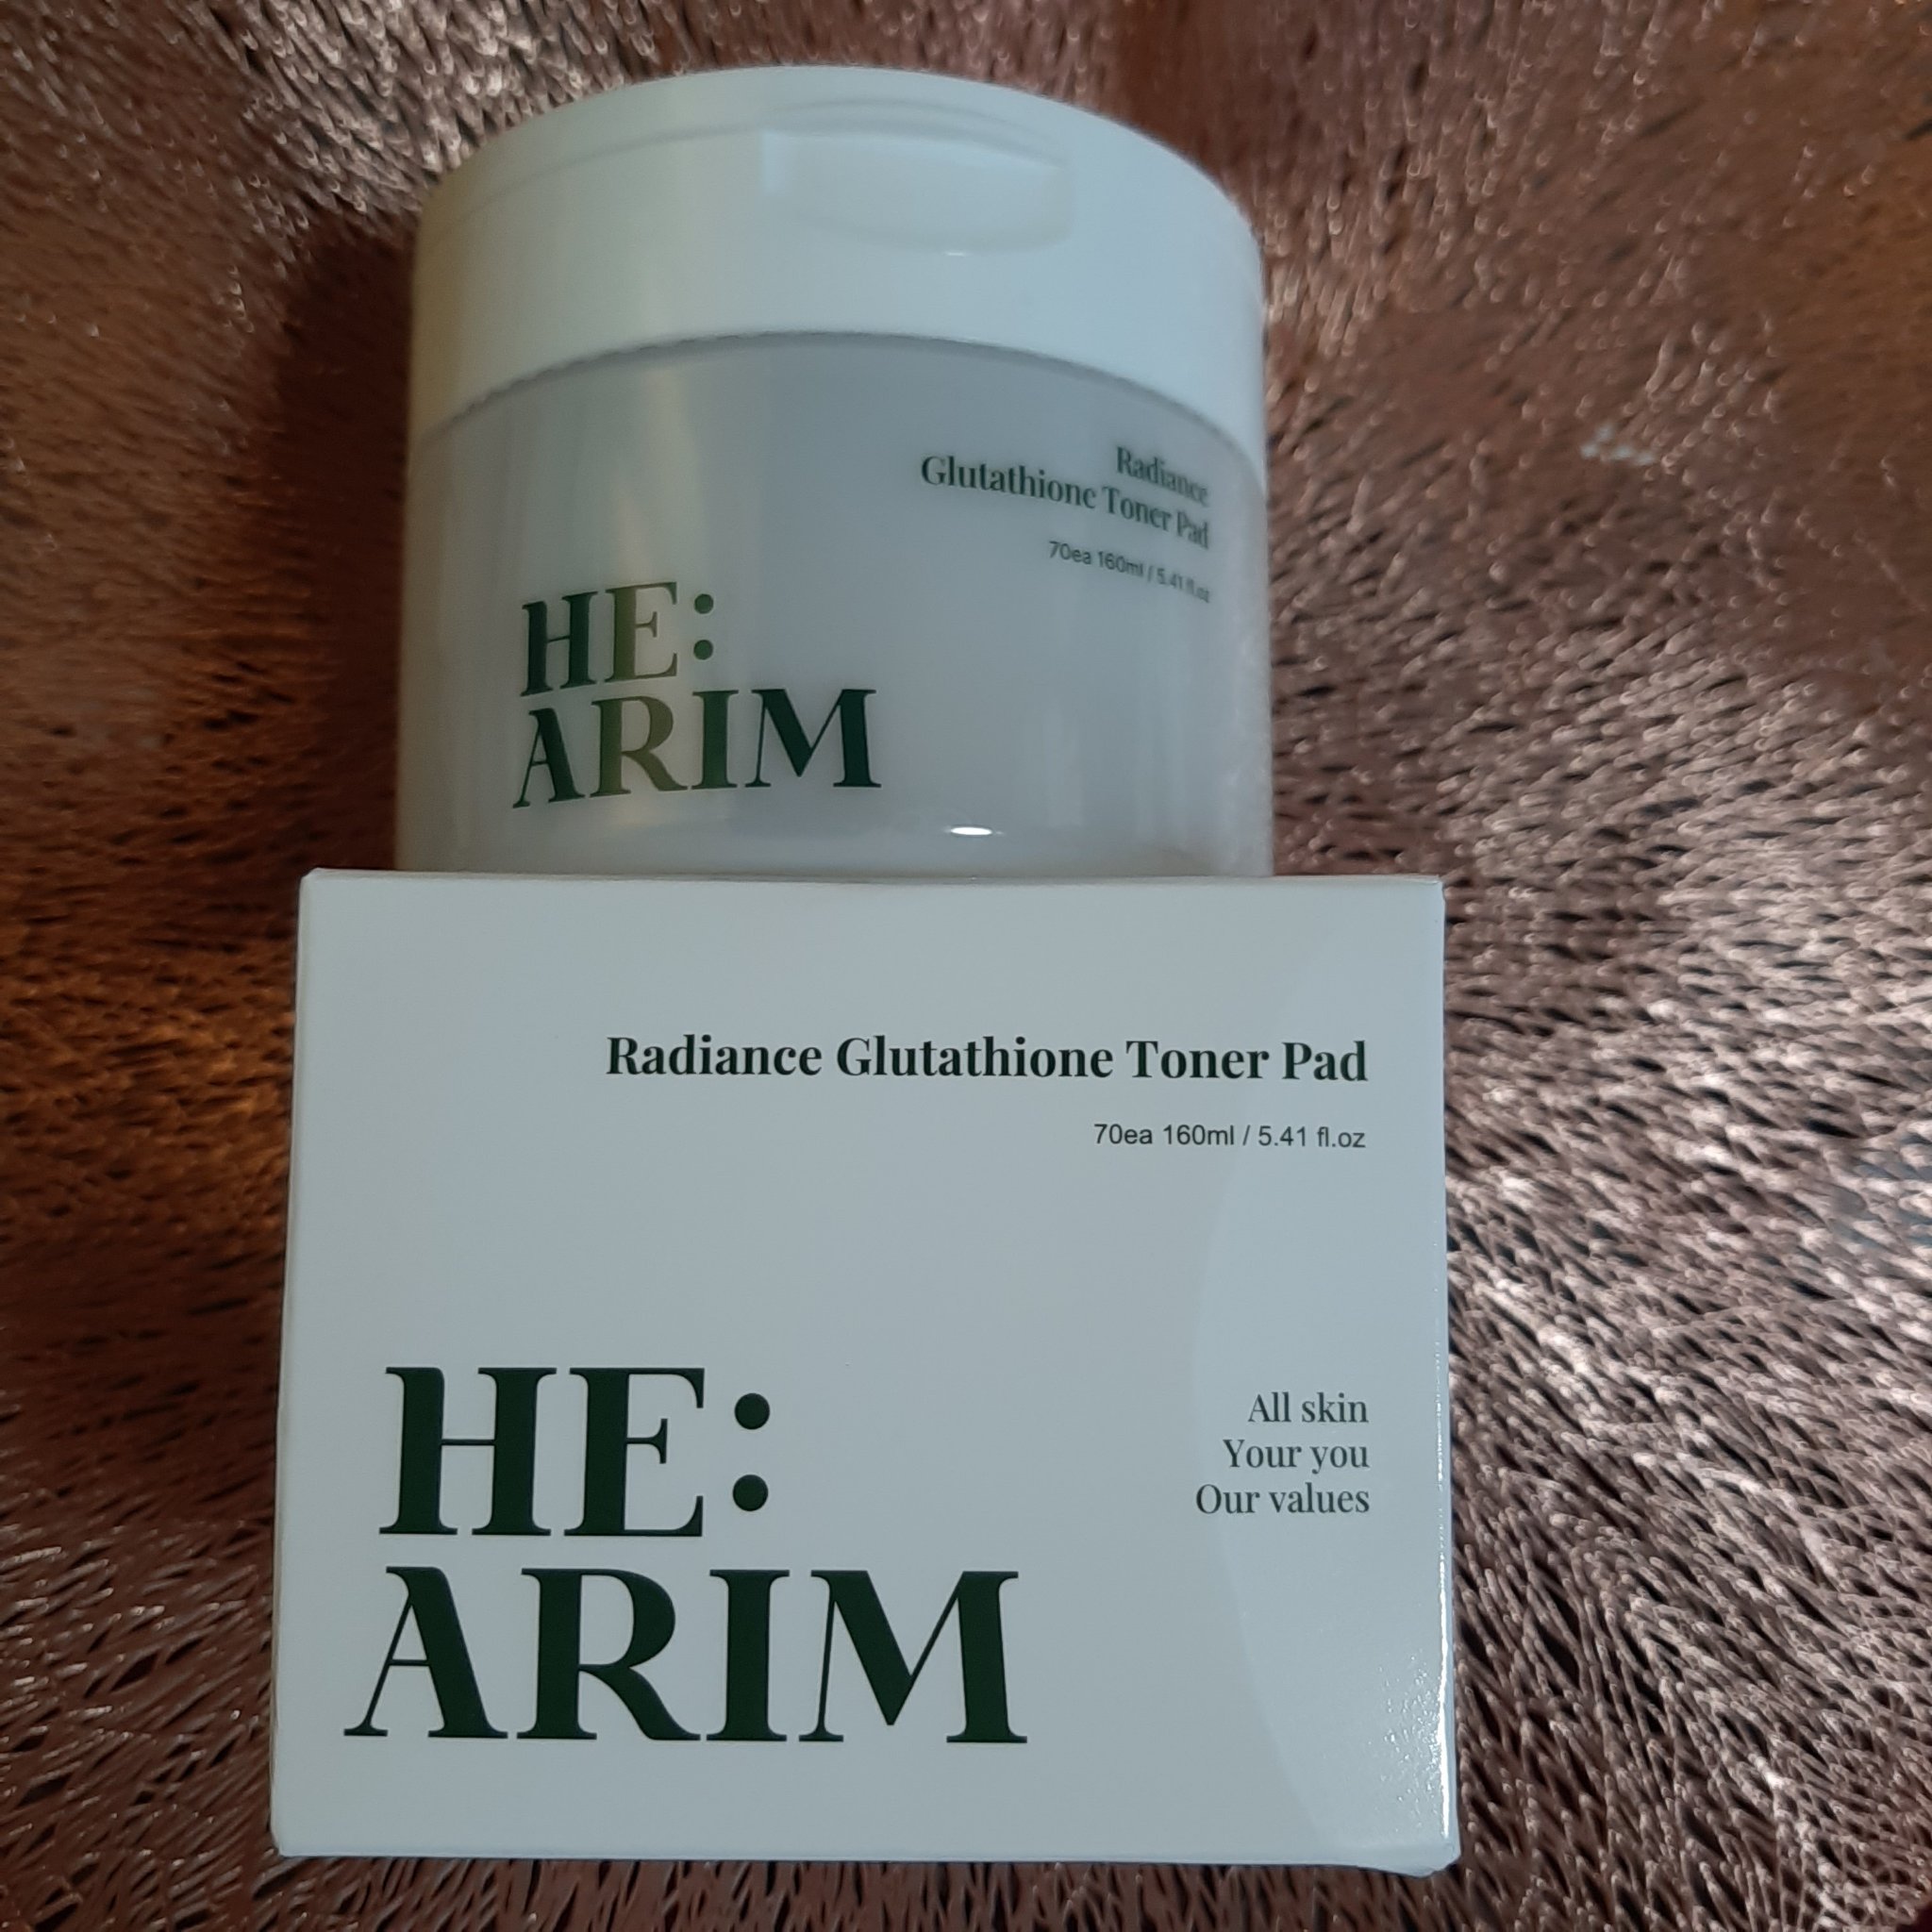 Radiance
Glutathione Toner Pad
70ea 160ml / 5.41 fl.oz
HE:
ARIM
Radiance Glutathione Toner Pad
70ea 160ml / 5.41 fl.oz
HE:
ARIM
All skin
Your you
Our values